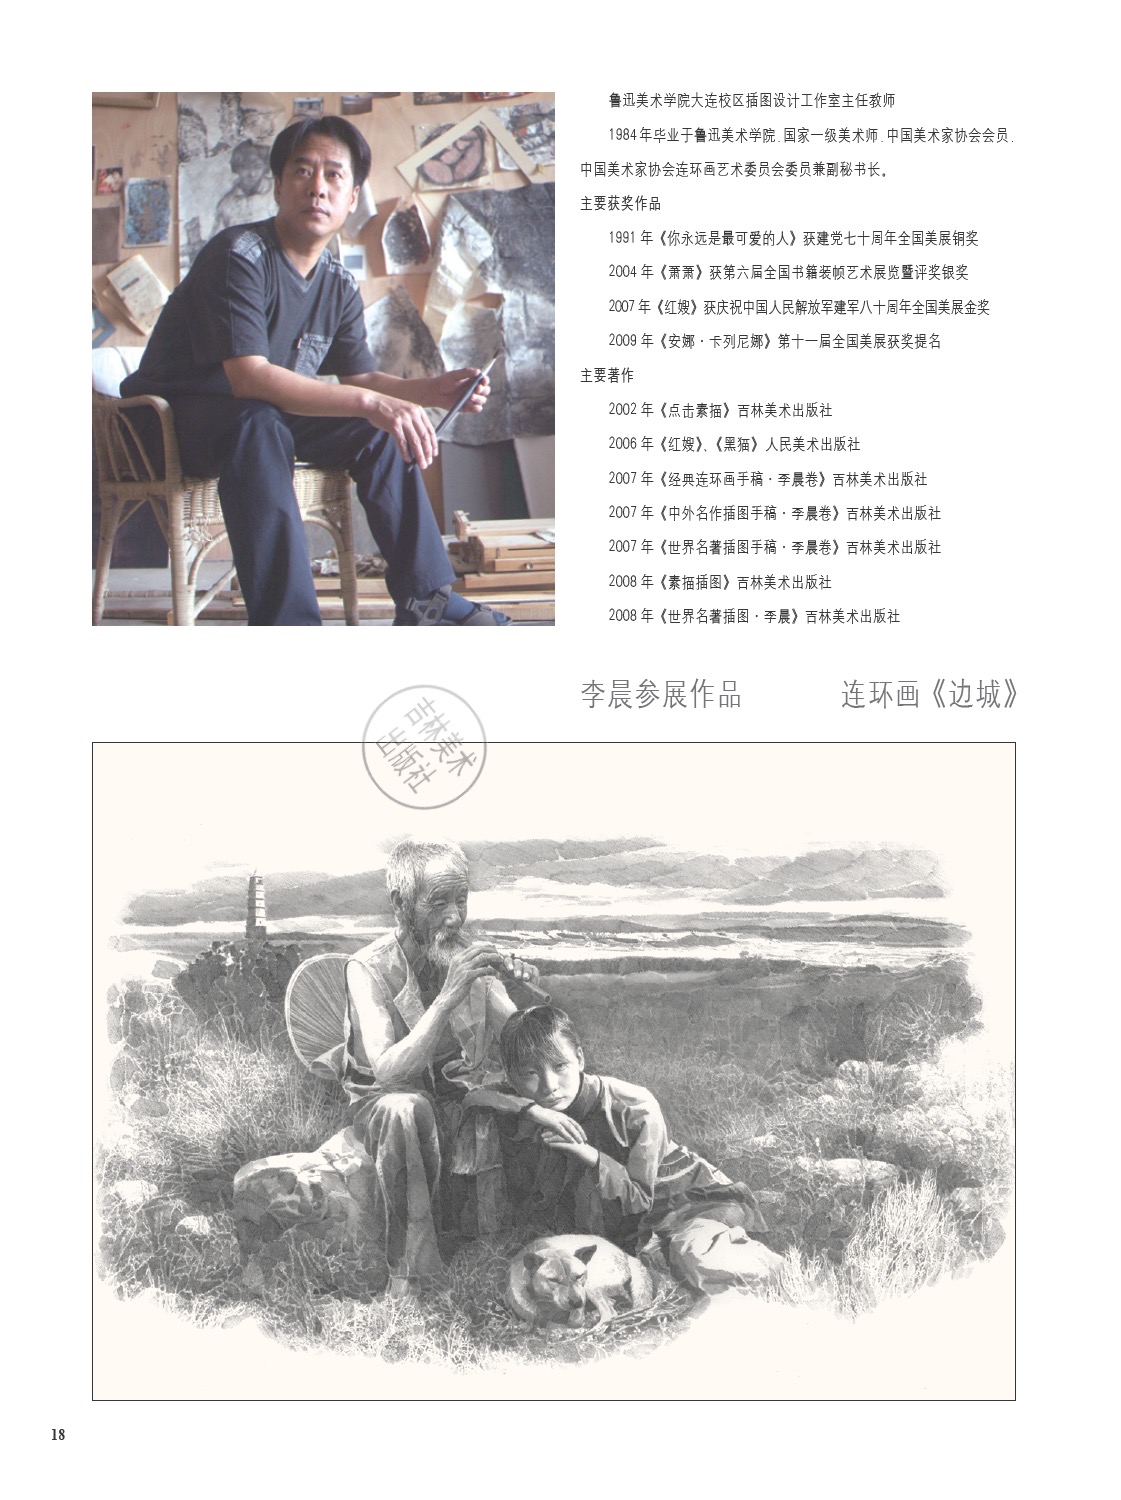 鲁迅美术学院大连校区插图设计工作室主任教师
1984年毕业于鲁迅美术学院.国家一级美术师.中国美术家协会会员.
中国美术家协会连环画艺术委员会委员兼副秘书长。
主要获奖作品
1991 年《你永远是最可爱的人》获建党七十周年全国美展铜奖
2004 年《萧萧》获第六届全国书籍装帧艺术展览暨评奖银奖
2007 年《红嫂》获庆祝中国人民解放军建军八十周年全国美展金奖
2009 年《安娜·卡列尼娜》第十一届全国美展获奖提名
主要著作
2002 年《点击素描》吉林美术出版社
2006 年《红嫂》、《黑猫》人民美术出版社
2007 年《经典连环画手稿·李晨卷》吉林美术出版社
2007 年《中外名作插图手稿·李晨卷》吉林美术出版社
2007 年《世界名著插图手稿·李晨卷》吉林美术出版社
2008 年《素描插图》吉林美术出版社
2008 年《世界名著插图·李晨》吉林美术出版社
李晨参展作品 连环画《边城》
吉林美术
出版社
18